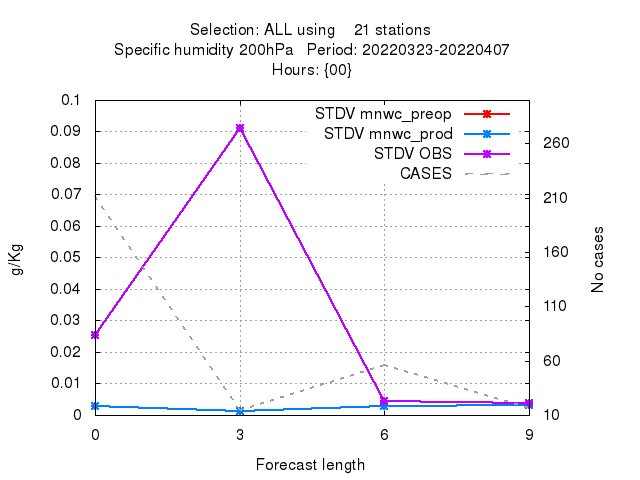 Selection: ALL using 21 stations
Specific humidity 200hPa Period: 20220323-20220407
Hours: {00}
STDV mnwc_preop
STDV mnwc_prod
STDV OBS
CASES
0.1
0.09
0.08
0.07
0.06
0.05
0.04
0.03
0.02
0.01
0
g/Kg
260
210
160
110
60
10
No cases
0 3 6 9
Forecast length